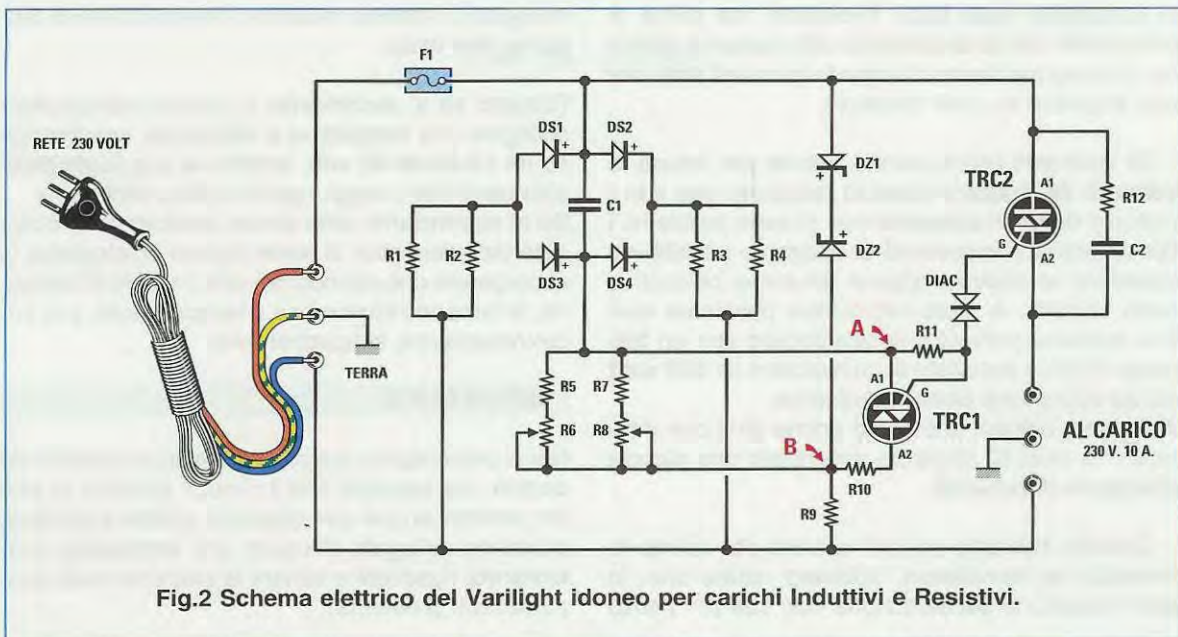 F1
RETE 230 VOLT
DS1
DS2
DZ1
TRC2
A1
R12
G
A2
C1
C2
R1
R2
DS3
DS4
R3
R4
DZ2
DIAC
TERRA
A
R11
R5
R7
A1
G
TRC1
R6
R8
B
A2
R10
AL CARICO
230 V. 10 A.
R9
Fig.2 Schema elettrico del Varilight idoneo per carichi Induttivi e Resistivi.